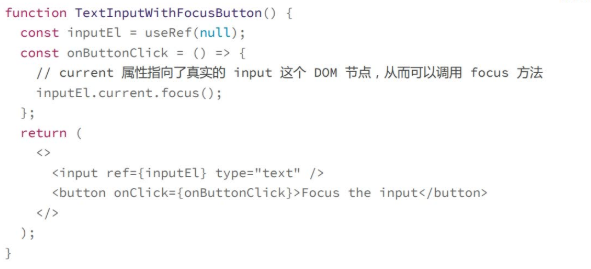 function TextInputWithFocusButton() {
  const inputEl = useRef(null);
  const onButtonClick = () => {
    // current 属性指向了真实的 input 这个 DOM 节点，从而可以调用 focus 方法
    inputEl.current.focus();
  };
  return (
    <>
      <input ref={inputEl} type="text" />
      <button onClick={onButtonClick}>Focus the input</button>
    </>
  );
}